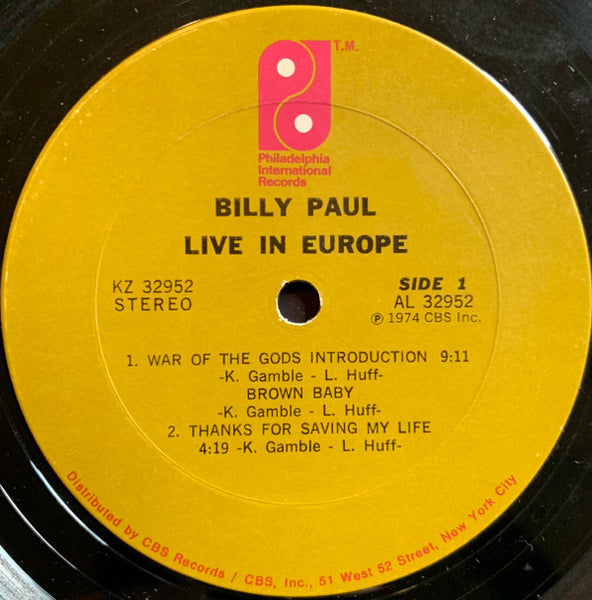 T.M.
Philadelphia
International
Records
BILLY PAUL
LIVE IN EUROPE
KZ 32952
STEREO
SIDE 1
AL 32952
Ⓟ 1974 CBS Inc.
1. WAR OF THE GODS INTRODUCTION 9:11
-K. Gamble - L. Huff-
BROWN BABY
-K. Gamble - L. Huff-
2. THANKS FOR SAVING MY LIFE
4:19 -K. Gamble - L. Huff-
Distributed by CBS Records / CBS, Inc., 51 West 52 Street, New York City